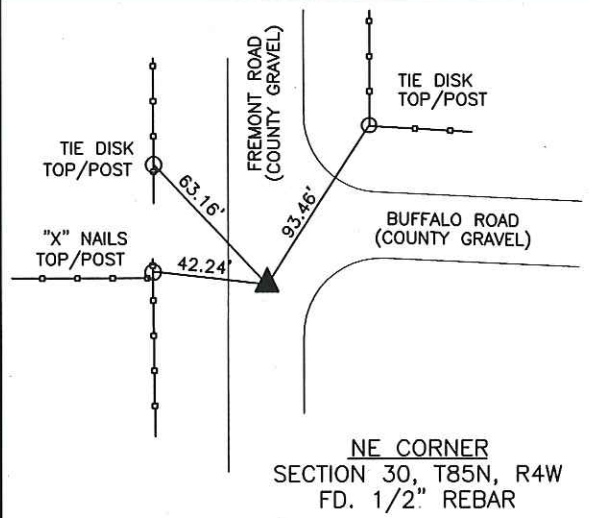 FREMONT ROAD
(COUNTY GRAVEL)
TIE DISK
TOP/POST
TIE DISK
TOP/POST
63.16'
93.46'
BUFFALO ROAD
(COUNTY GRAVEL)
"X" NAILS
TOP/POST
42.24'
NE CORNER
SECTION 30, T85N, R4W
FD. 1/2" REBAR